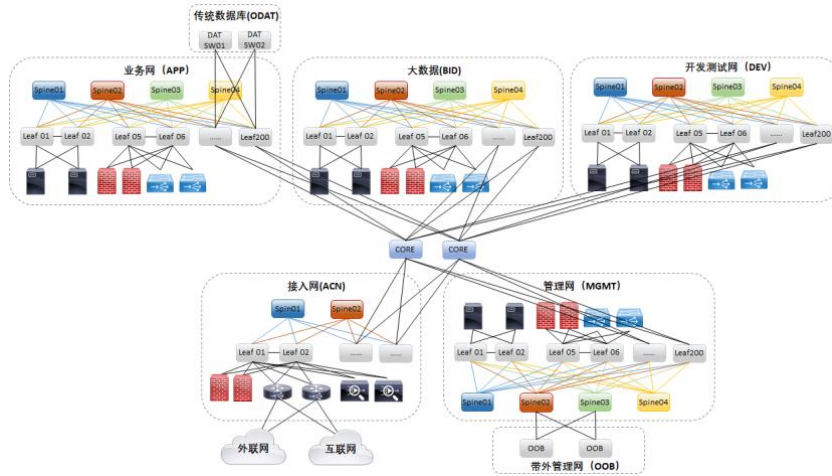 传统数据库(ODAT)
DAT SW01
DAT SW02
业务网（APP）
Spine01
Spine02
Spine03
Spine04
Leaf 01
Leaf 02
Leaf 05
Leaf 06
......
Leaf200
大数据(BID)
Spine01
Spine02
Spine03
Spine04
Leaf 01
Leaf 02
Leaf 05
Leaf 06
......
Leaf200
开发测试网（DEV）
Spine01
Spine02
Spine03
Spine04
Leaf 01
Leaf 02
Leaf 05
Leaf 06
......
Leaf200
CORE
CORE
接入网(ACN)
Spin01
Spine02
Leaf 01
Leaf 02
......
......
外联网
互联网
管理网（MGMT）
Leaf 01
Leaf 02
Leaf 05
Leaf 06
......
Leaf200
Spine01
Spine02
Spine03
Spine04
OOB
OOB
带外管理网（OOB）